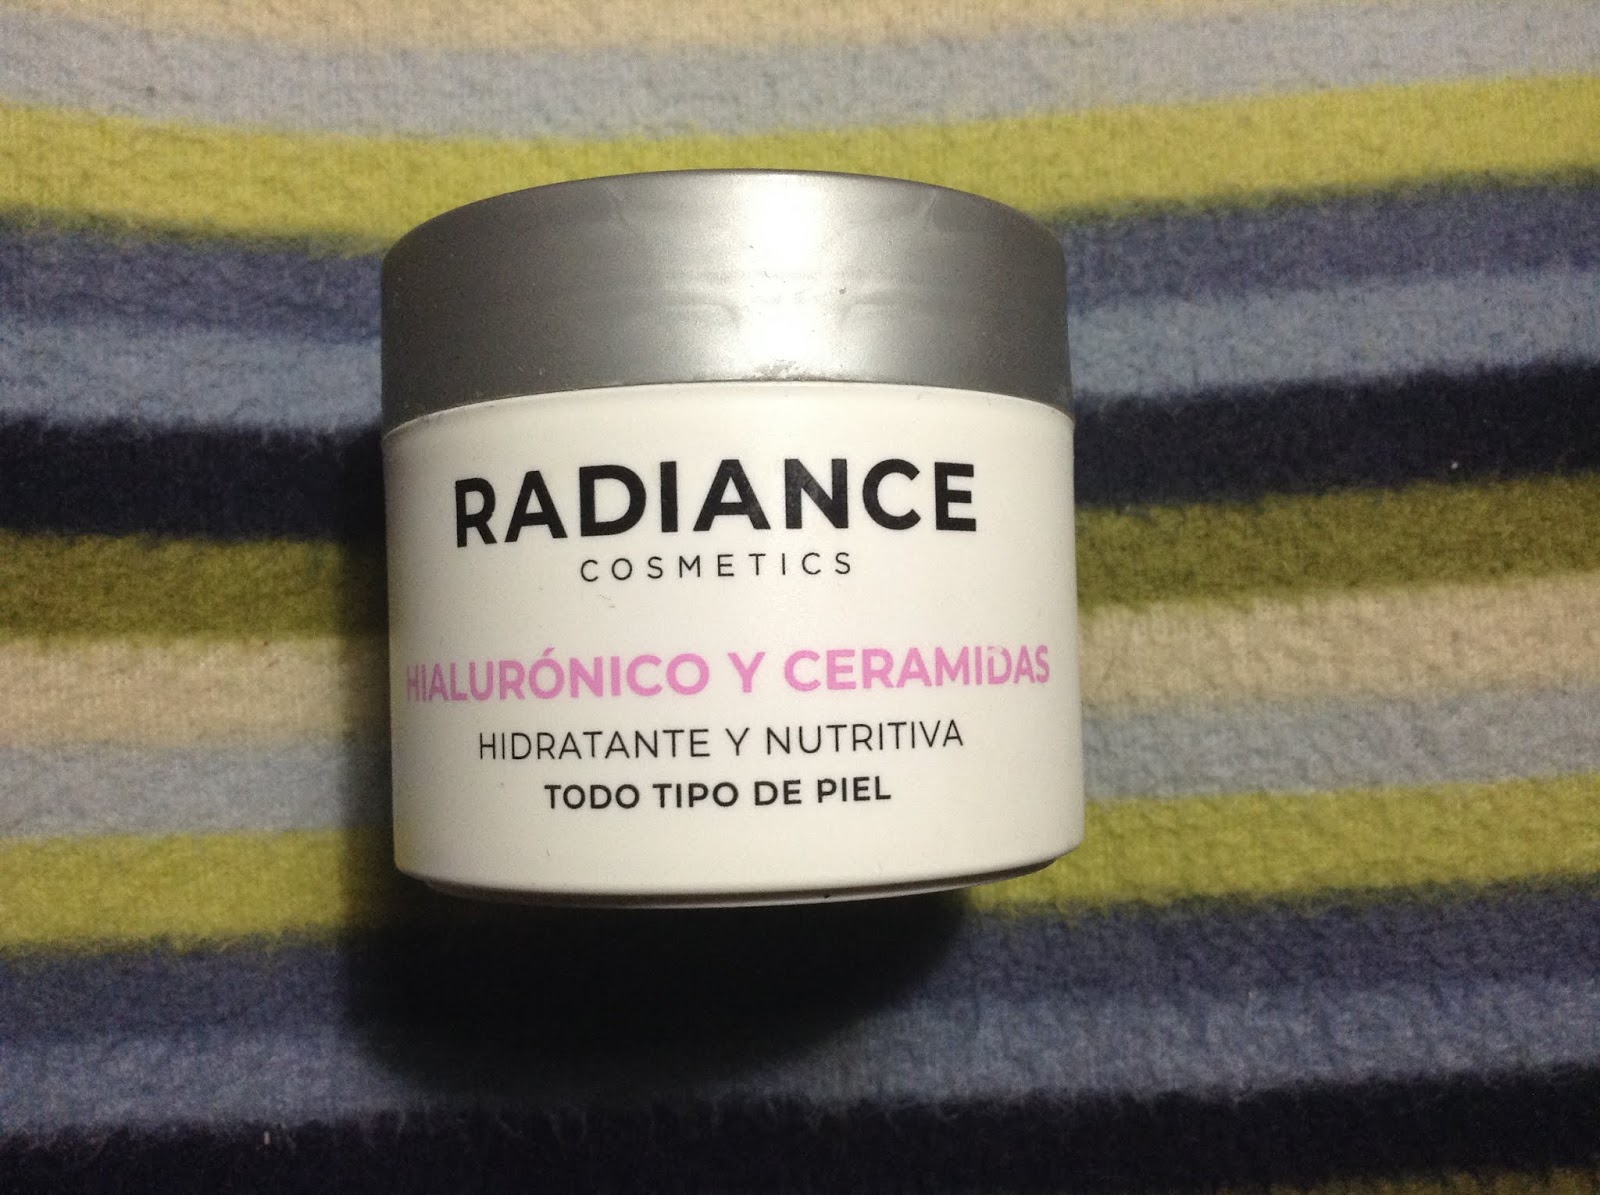 RADIANCE
COSMETICS
HIALURÓNICO Y CERAMIDAS
HIDRATANTE Y NUTRITIVA
TODO TIPO DE PIEL